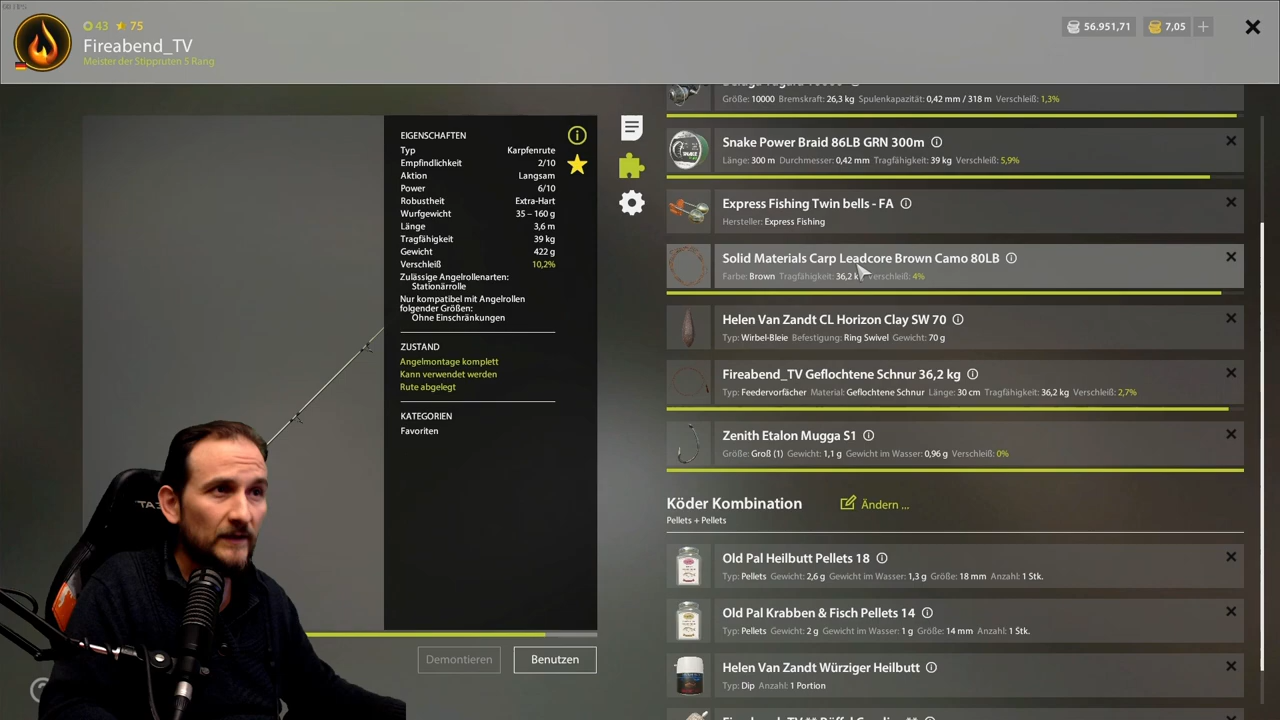 43 75
Fireabend_TV
Meister der Stippruten 5 Rang
56.951,71
7,05
EIGENSCHAFTEN
Typ Karpfenrute
Empfindlichkeit 2/10
Aktion Langsam
Power 6/10
Robustheit Extra-Hart
Wurfgewicht 35 – 160 g
Länge 3,6 m
Tragfähigkeit 39 kg
Gewicht 422 g
Verschleiß 10,2%
Zulässige Angelrollenarten:
Stationärrolle
Nur kompatibel mit Angelrollen
folgender Größen:
Ohne Einschränkungen
ZUSTAND
Angelmontage komplett
Kann verwendet werden
Rute abgelegt
KATEGORIEN
Favoriten
Demontieren
Benutzen
Größe: 10000 Bremskraft: 26,3 kg Spulenkapazität: 0,42 mm / 318 m Verschleiß: 1,3%
Snake Power Braid 86LB GRN 300m
Länge: 300 m Durchmesser: 0,42 mm Tragfähigkeit: 39 kg Verschleiß: 5,9%
Express Fishing Twin bells - FA
Hersteller: Express Fishing
Solid Materials Carp Leadcore Brown Camo 80LB
Farbe: Brown Tragfähigkeit: 36,2 kg Verschleiß: 4%
Helen Van Zandt CL Horizon Clay SW 70
Typ: Wirbel-Bleie Befestigung: Ring Swivel Gewicht: 70 g
Fireabend_TV Geflochtene Schnur 36,2 kg
Typ: Feedervorfächer Material: Geflochtene Schnur Länge: 30 cm Tragfähigkeit: 36,2 kg Verschleiß: 2,7%
Zenith Etalon Mugga S1
Größe: Groß (1) Gewicht: 1,1 g Gewicht im Wasser: 0,96 g Verschleiß: 0%
Köder Kombination Ändern ...
Pellets + Pellets
Old Pal Heilbutt Pellets 18
Typ: Pellets Gewicht: 2,6 g Gewicht im Wasser: 1,3 g Größe: 18 mm Anzahl: 1 Stk.
Old Pal Krabben & Fisch Pellets 14
Typ: Pellets Gewicht: 2 g Gewicht im Wasser: 1 g Größe: 14 mm Anzahl: 1 Stk.
Helen Van Zandt Würziger Heilbutt
Typ: Dip Anzahl: 1 Portion